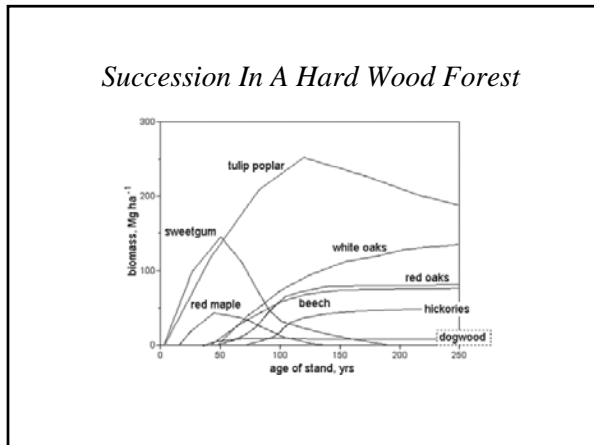 Succession In A Hard Wood Forest
300
tulip poplar
200
sweetgum
white oaks
biomass, Mg ha-1
100
red oaks
red maple
beech
hickories
dogwood
0
0 50 100 150 200 250
age of stand, yrs